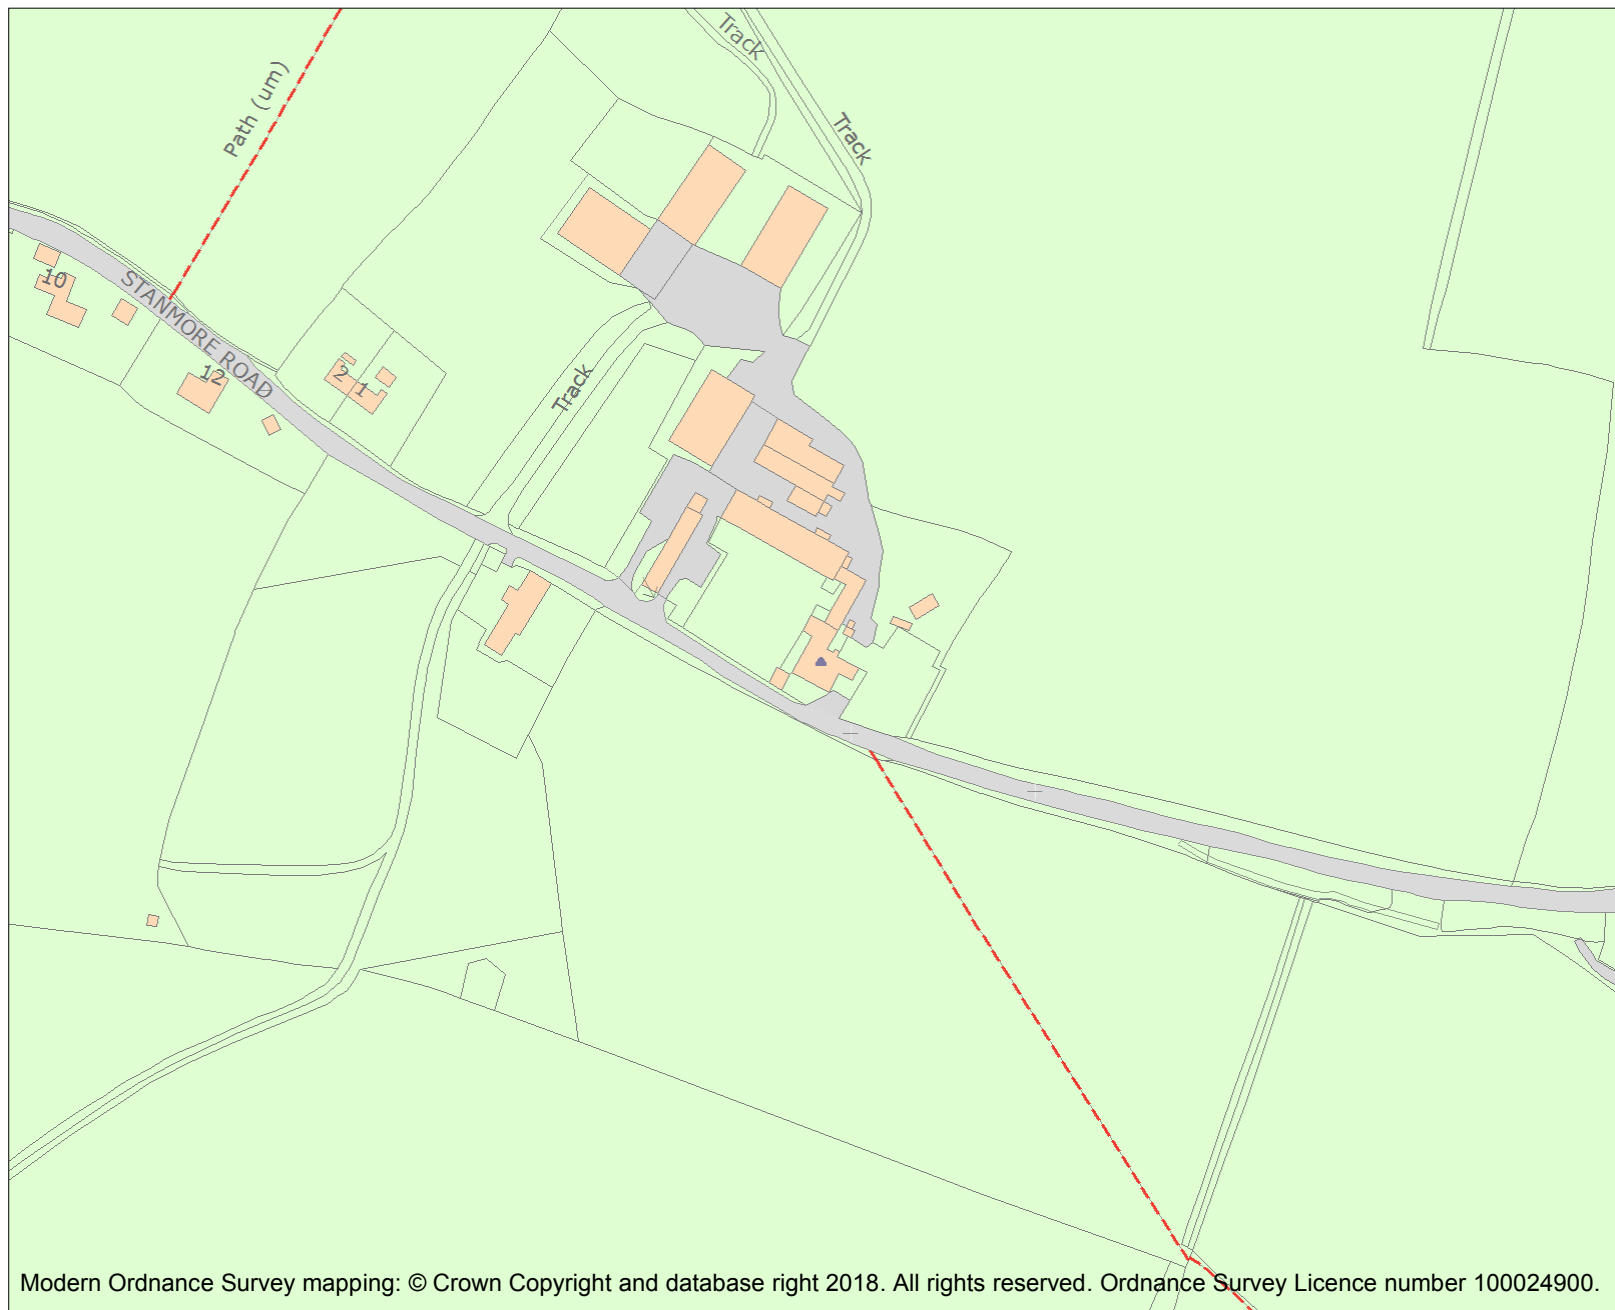 Track
Path (um)
Track
10
STANMORE ROAD
12
2
1
Track
Modern Ordnance Survey mapping: © Crown Copyright and database right 2018. All rights reserved. Ordnance Survey Licence number 100024900.